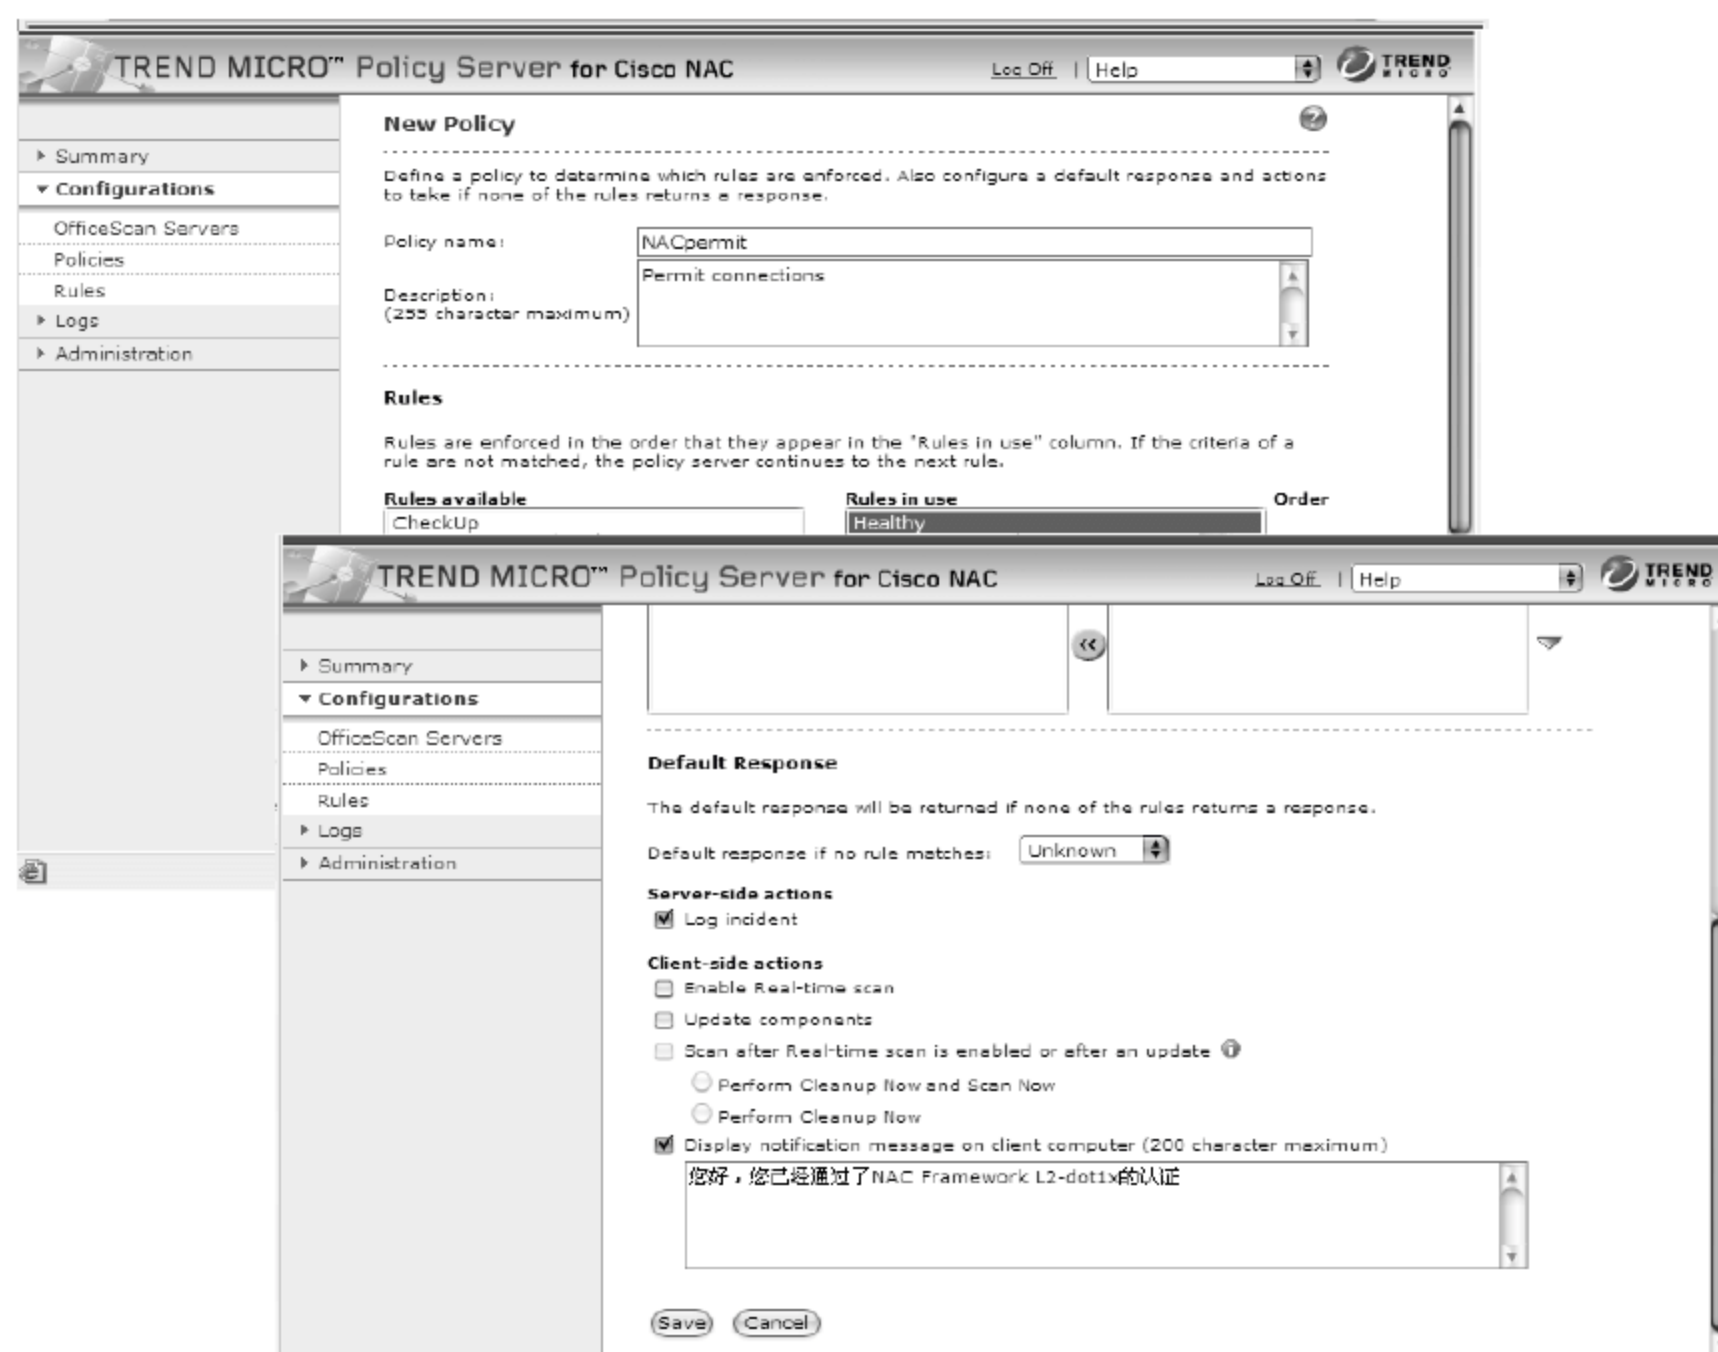 TREND MICRO™ Policy Server for Cisco NAC
Log Off | Help
TREND MICRO
Summary
Configurations
OfficeScan Servers
Policies
Rules
Logs
Administration
New Policy
Define a policy to determine which rules are enforced. Also configure a default response and actions
to take if none of the rules returns a response.
Policy name: NACpermit
Description:
(255 character maximum)
Permit connections
Rules
Rules are enforced in the order that they appear in the "Rules in use" column. If the criteria of a
rule are not matched, the policy server continues to the next rule.
Rules available Rules in use Order
CheckUp Healthy
TREND MICRO™ Policy Server for Cisco NAC
Log Off | Help
TREND MICRO
Summary
Configurations
OfficeScan Servers
Policies
Rules
Logs
Administration
Default Response
The default response will be returned if none of the rules returns a response.
Default response if no rule matches: Unknown
Server-side actions
Log incident
Client-side actions
Enable Real-time scan
Update components
Scan after Real-time scan is enabled or after an update
Perform Cleanup Now and Scan Now
Perform Cleanup Now
Display notification message on client computer (200 character maximum)
您好，您已经通过了NAC Framework L2-dot1x的认证
Save Cancel